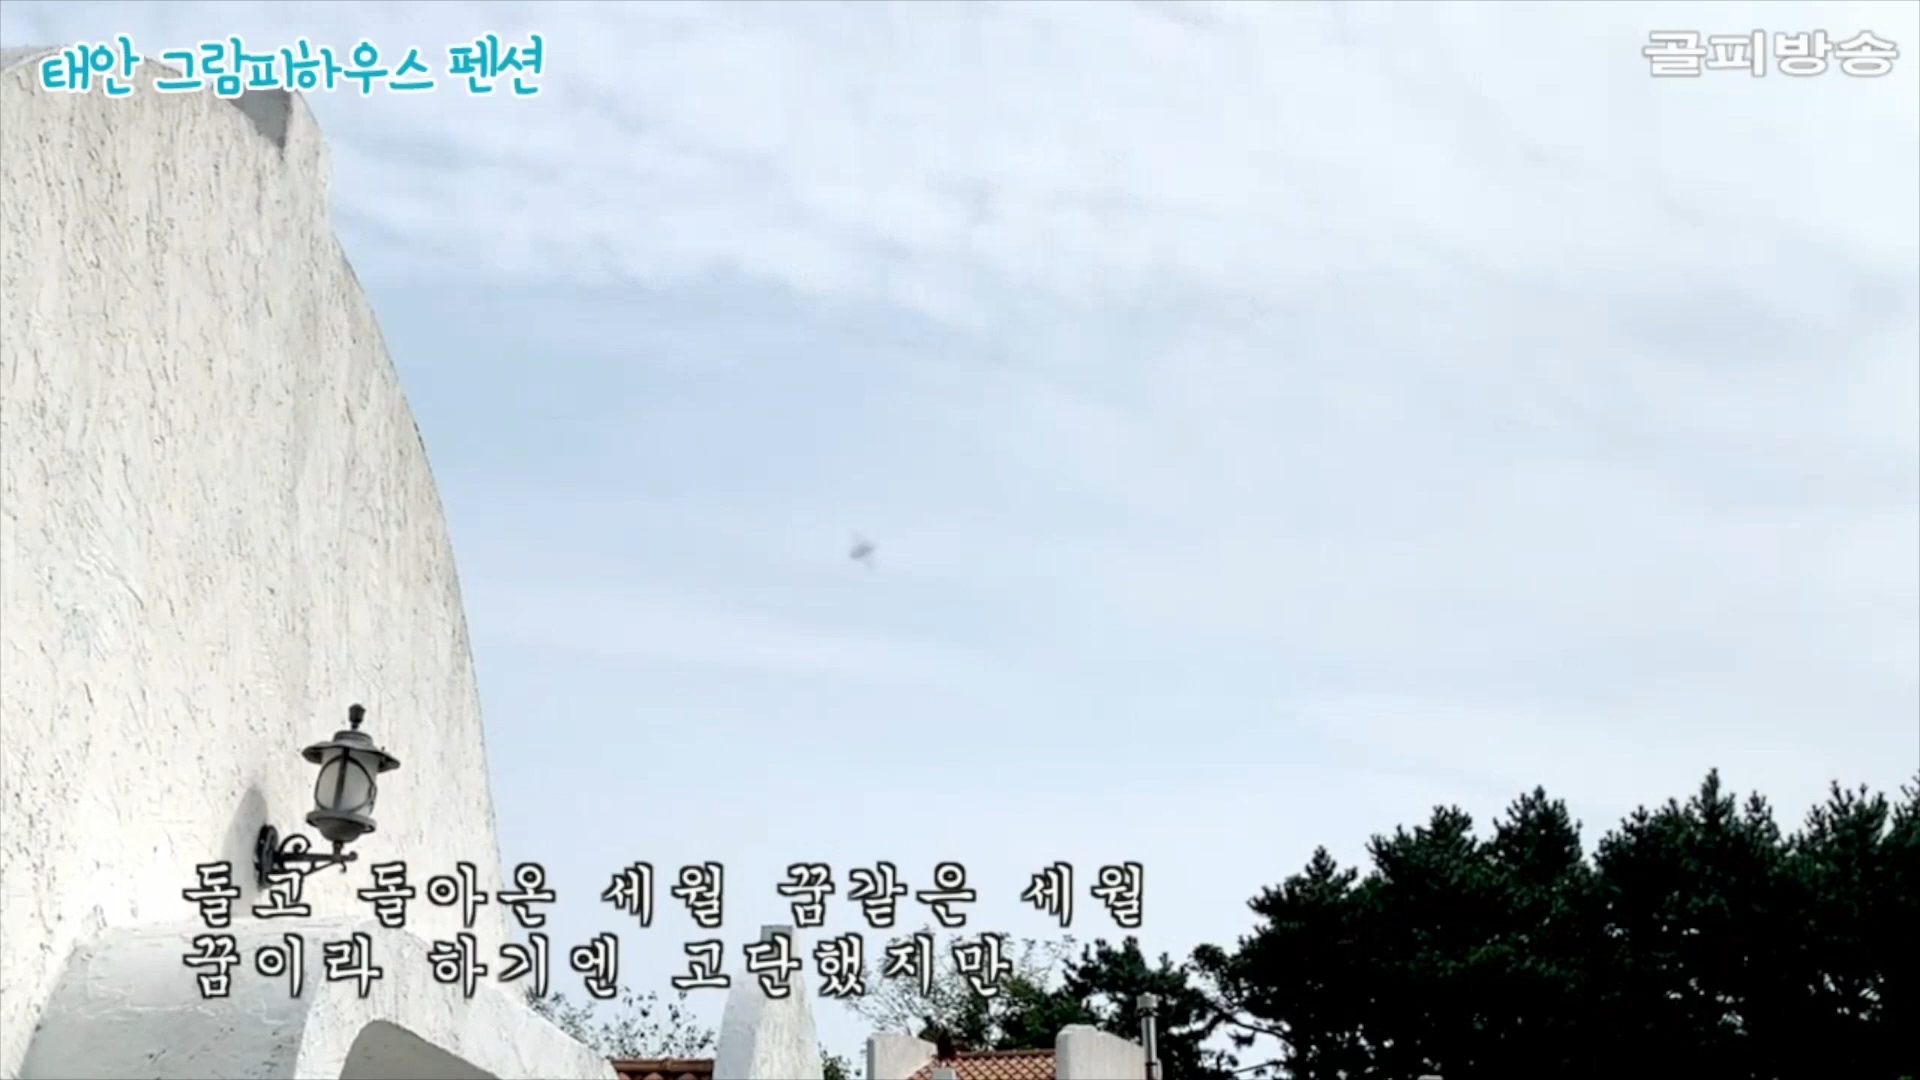 태안 그람피하우스 펜션
골피방송
돌고 돌아온 세월 꿈같은 세월
꿈이라 하기엔 고단했지만